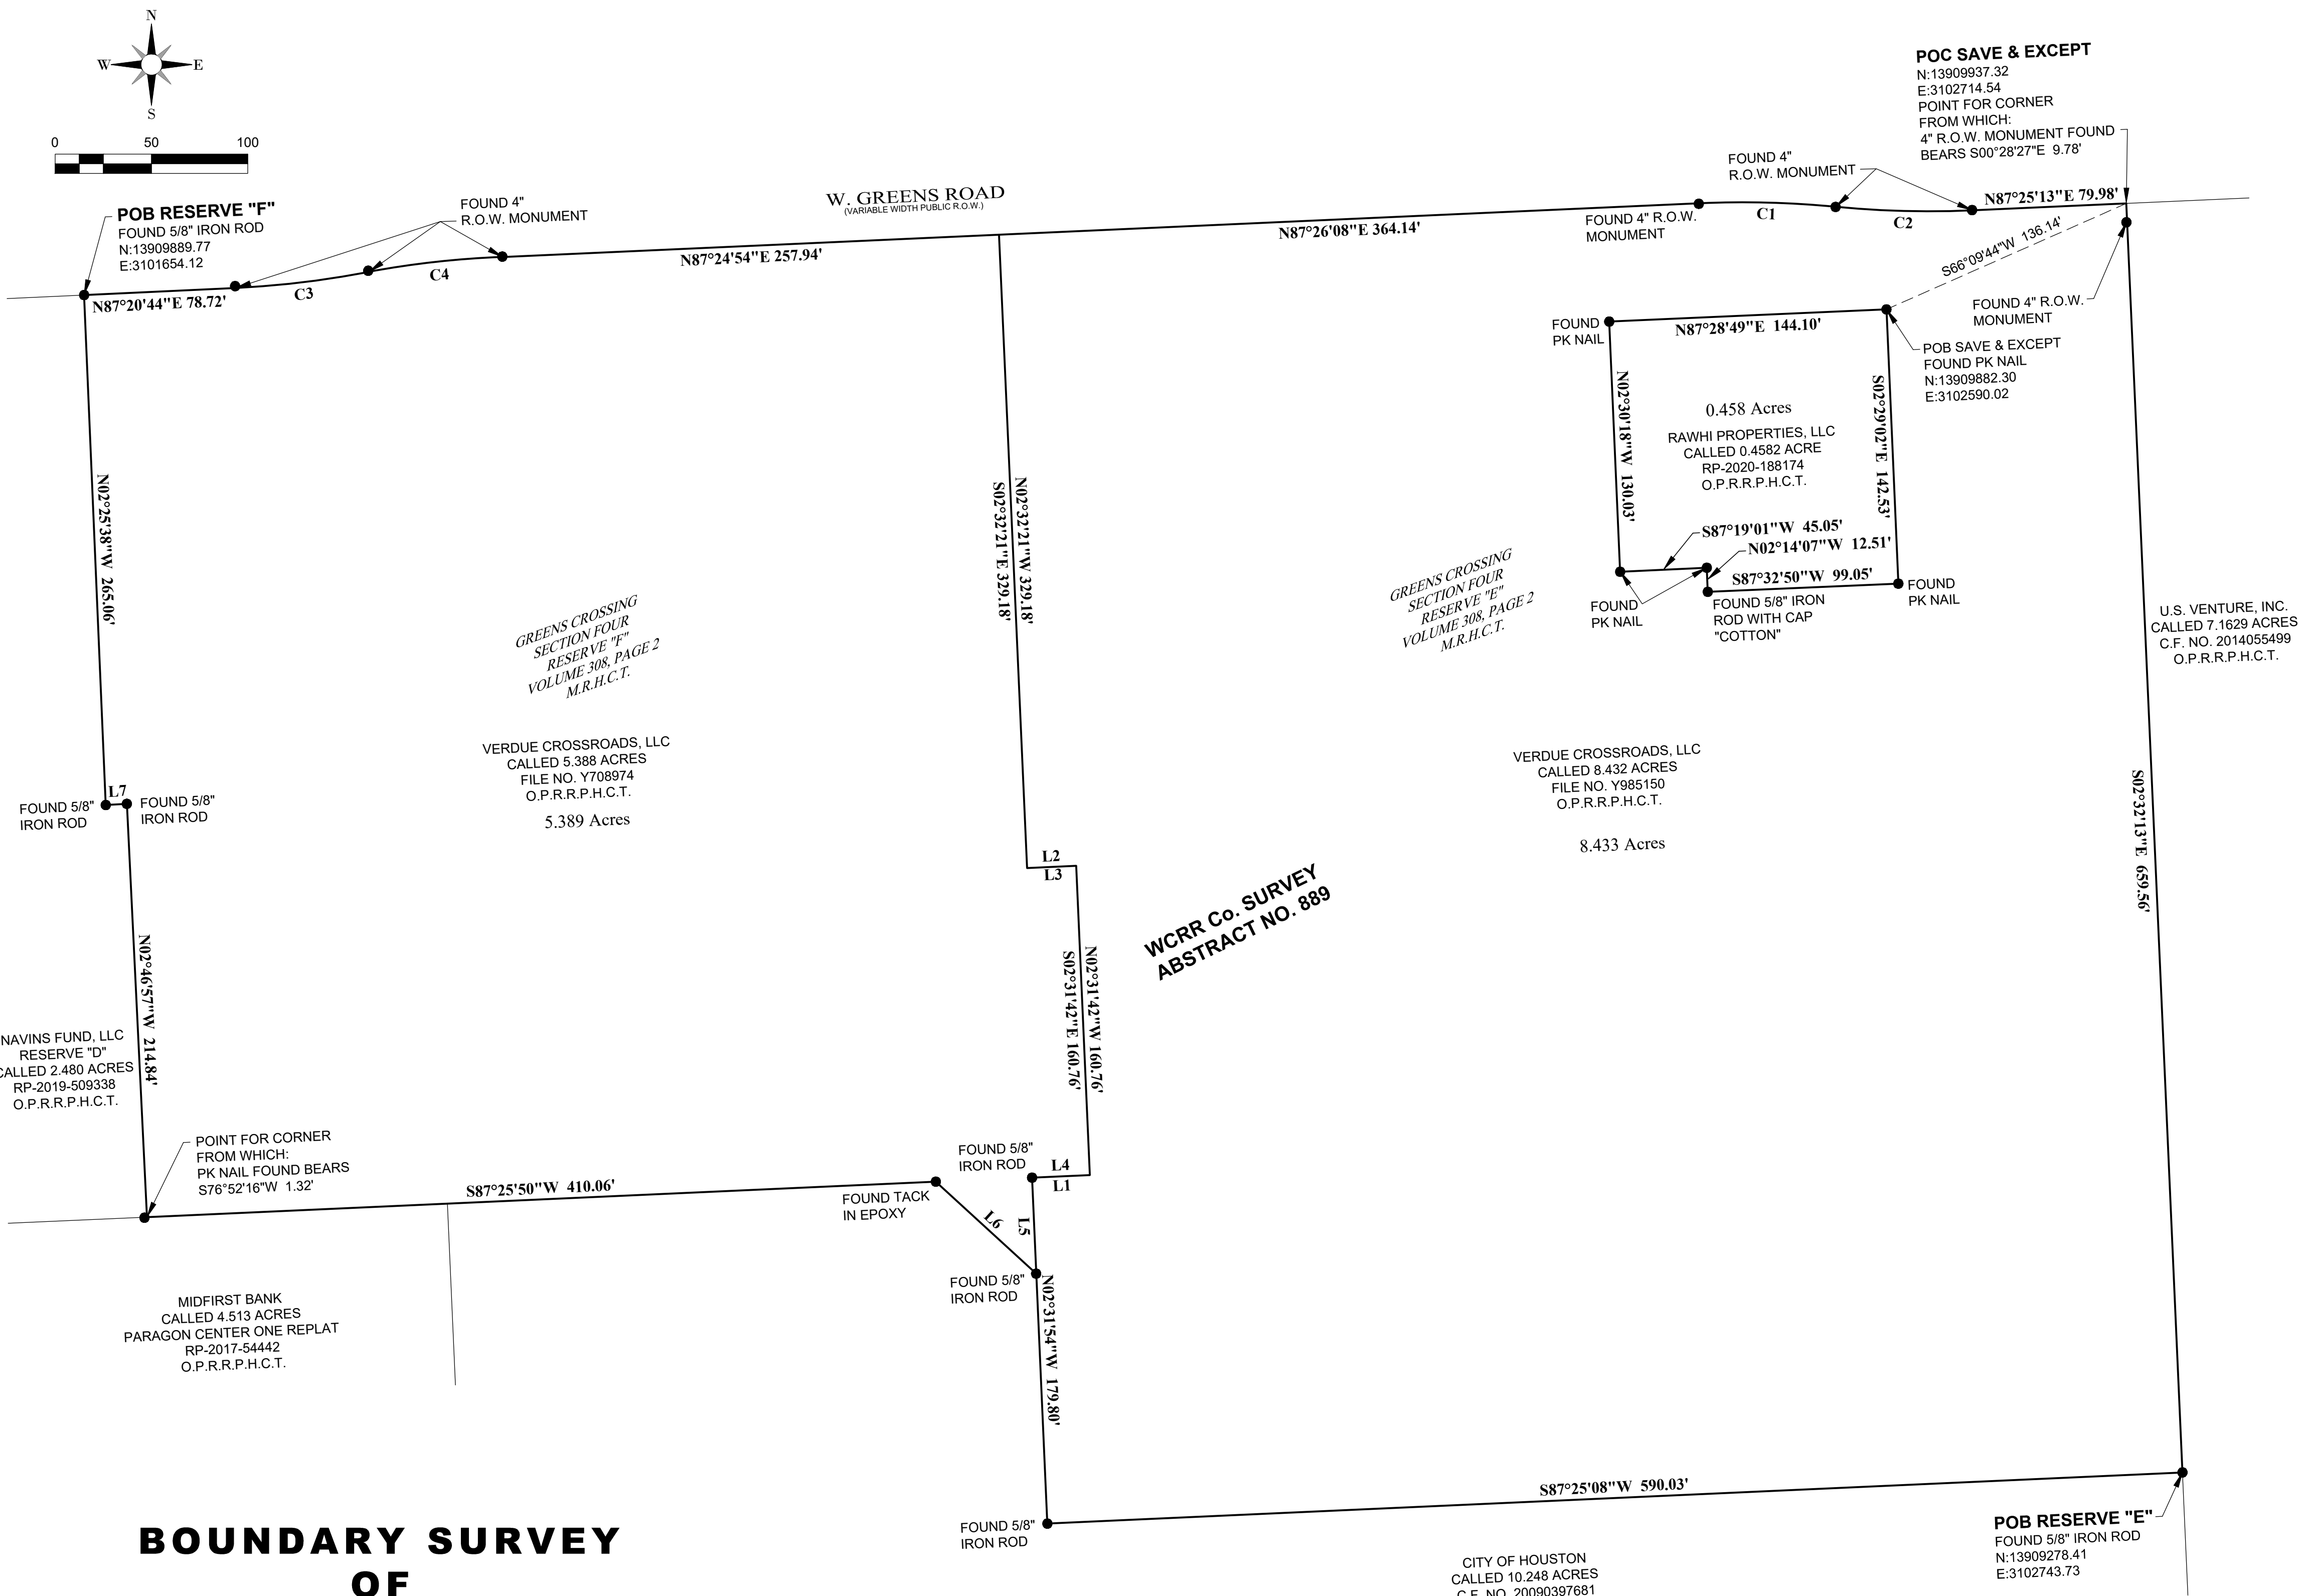 N
W
E
S
0 50 100
POC SAVE & EXCEPT
N:13909937.32
E:3102714.54
POINT FOR CORNER
FROM WHICH:
4" R.O.W. MONUMENT FOUND
BEARS S00°28'27"E 9.78'
FOUND 4"
R.O.W. MONUMENT
N87°25'13"E 79.98'
POB RESERVE "F"
FOUND 5/8" IRON ROD
N:13909889.77
E:3101654.12
FOUND 4"
R.O.W. MONUMENT
W. GREENS ROAD
(VARIABLE WIDTH PUBLIC R.O.W.)
FOUND 4" R.O.W.
MONUMENT
C1
C2
N87°20'44"E 78.72'
C3
C4
N87°24'54"E 257.94'
N87°26'08"E 364.14'
S66°09'44"W 136.14'
FOUND 4" R.O.W.
MONUMENT
FOUND
PK NAIL
N87°28'49"E 144.10'
POB SAVE & EXCEPT
FOUND PK NAIL
N:13909882.30
E:3102590.02
N02°30'18"W 130.03'
S02°29'02"E 142.53'
0.458 Acres
RAWHI PROPERTIES, LLC
CALLED 0.4582 ACRE
RP-2020-188174
O.P.R.R.P.H.C.T.
S87°19'01"W 45.05'
N02°14'07"W 12.51'
S87°32'50"W 99.05'
FOUND
PK NAIL
FOUND 5/8" IRON
ROD WITH CAP
"COTTON"
FOUND
PK NAIL
N02°25'38"W 265.06'
S02°32'21"E 329.18'
N02°32'21"W 329.18'
GREENS CROSSING
SECTION FOUR
RESERVE "F"
VOLUME 308, PAGE 2
M.R.H.C.T.
GREENS CROSSING
SECTION FOUR
RESERVE "E"
VOLUME 308, PAGE 2
M.R.H.C.T.
U.S. VENTURE, INC.
CALLED 7.1629 ACRES
C.F. NO. 2014055499
O.P.R.R.P.H.C.T.
VERDUE CROSSROADS, LLC
CALLED 5.388 ACRES
FILE NO. Y708974
O.P.R.R.P.H.C.T.
5.389 Acres
VERDUE CROSSROADS, LLC
CALLED 8.432 ACRES
FILE NO. Y985150
O.P.R.R.P.H.C.T.
8.433 Acres
S02°32'13"E 659.56'
L7
FOUND 5/8"
IRON ROD
FOUND 5/8"
IRON ROD
L2
L3
WCRR Co. SURVEY
ABSTRACT NO. 889
N02°46'57"W 214.84'
S02°31'42"E 160.76'
N02°31'42"W 160.76'
NAVINS FUND, LLC
RESERVE "D"
CALLED 2.480 ACRES
RP-2019-509338
O.P.R.R.P.H.C.T.
POINT FOR CORNER
FROM WHICH:
PK NAIL FOUND BEARS
S76°52'16"W 1.32'
S87°25'50"W 410.06'
FOUND 5/8"
IRON ROD
L4
L1
FOUND TACK
IN EPOXY
L6
L5
FOUND 5/8"
IRON ROD
N02°31'54"W 179.80'
MIDFIRST BANK
CALLED 4.513 ACRES
PARAGON CENTER ONE REPLAT
RP-2017-54442
O.P.R.R.P.H.C.T.
S87°25'08"W 590.03'
FOUND 5/8"
IRON ROD
POB RESERVE "E"
FOUND 5/8" IRON ROD
N:13909278.41
E:3102743.73
CITY OF HOUSTON
CALLED 10.248 ACRES
C.F. NO. 20090397681
BOUNDARY SURVEY
OF